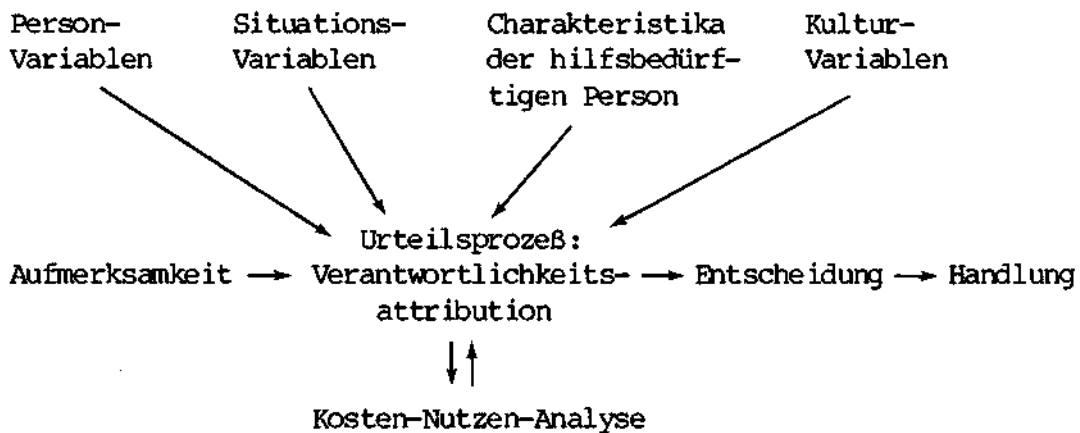 Person-
Variablen
Situations-
Variablen
Charakteristika
der hilfsbedürf-
tigen Person
Kultur-
Variablen
Urteilsprozeß:
Aufmerksamkeit → Verantwortlichkeits- → Entscheidung → Handlung
attribution
Kosten-Nutzen-Analyse